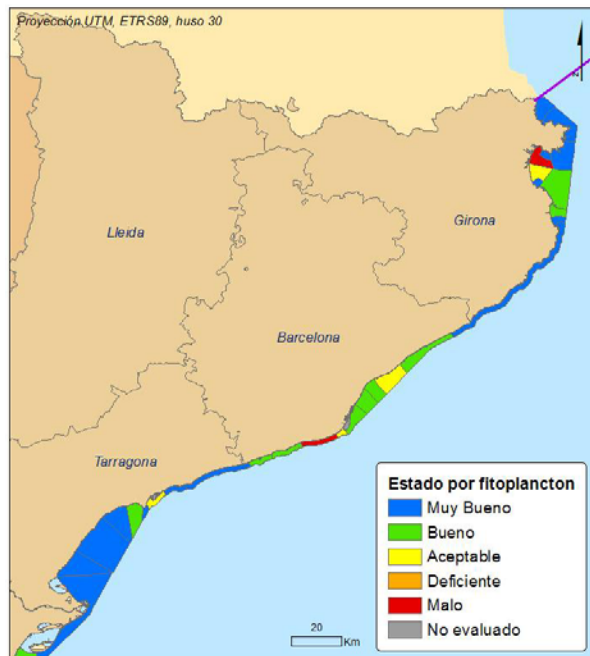 Proyección UTM, ETRS89, huso 30
Lleida
Girona
Barcelona
Tarragona
Estado por fitoplancton
Muy Bueno
Bueno
Aceptable
Deficiente
Malo
No evaluado
20
Km